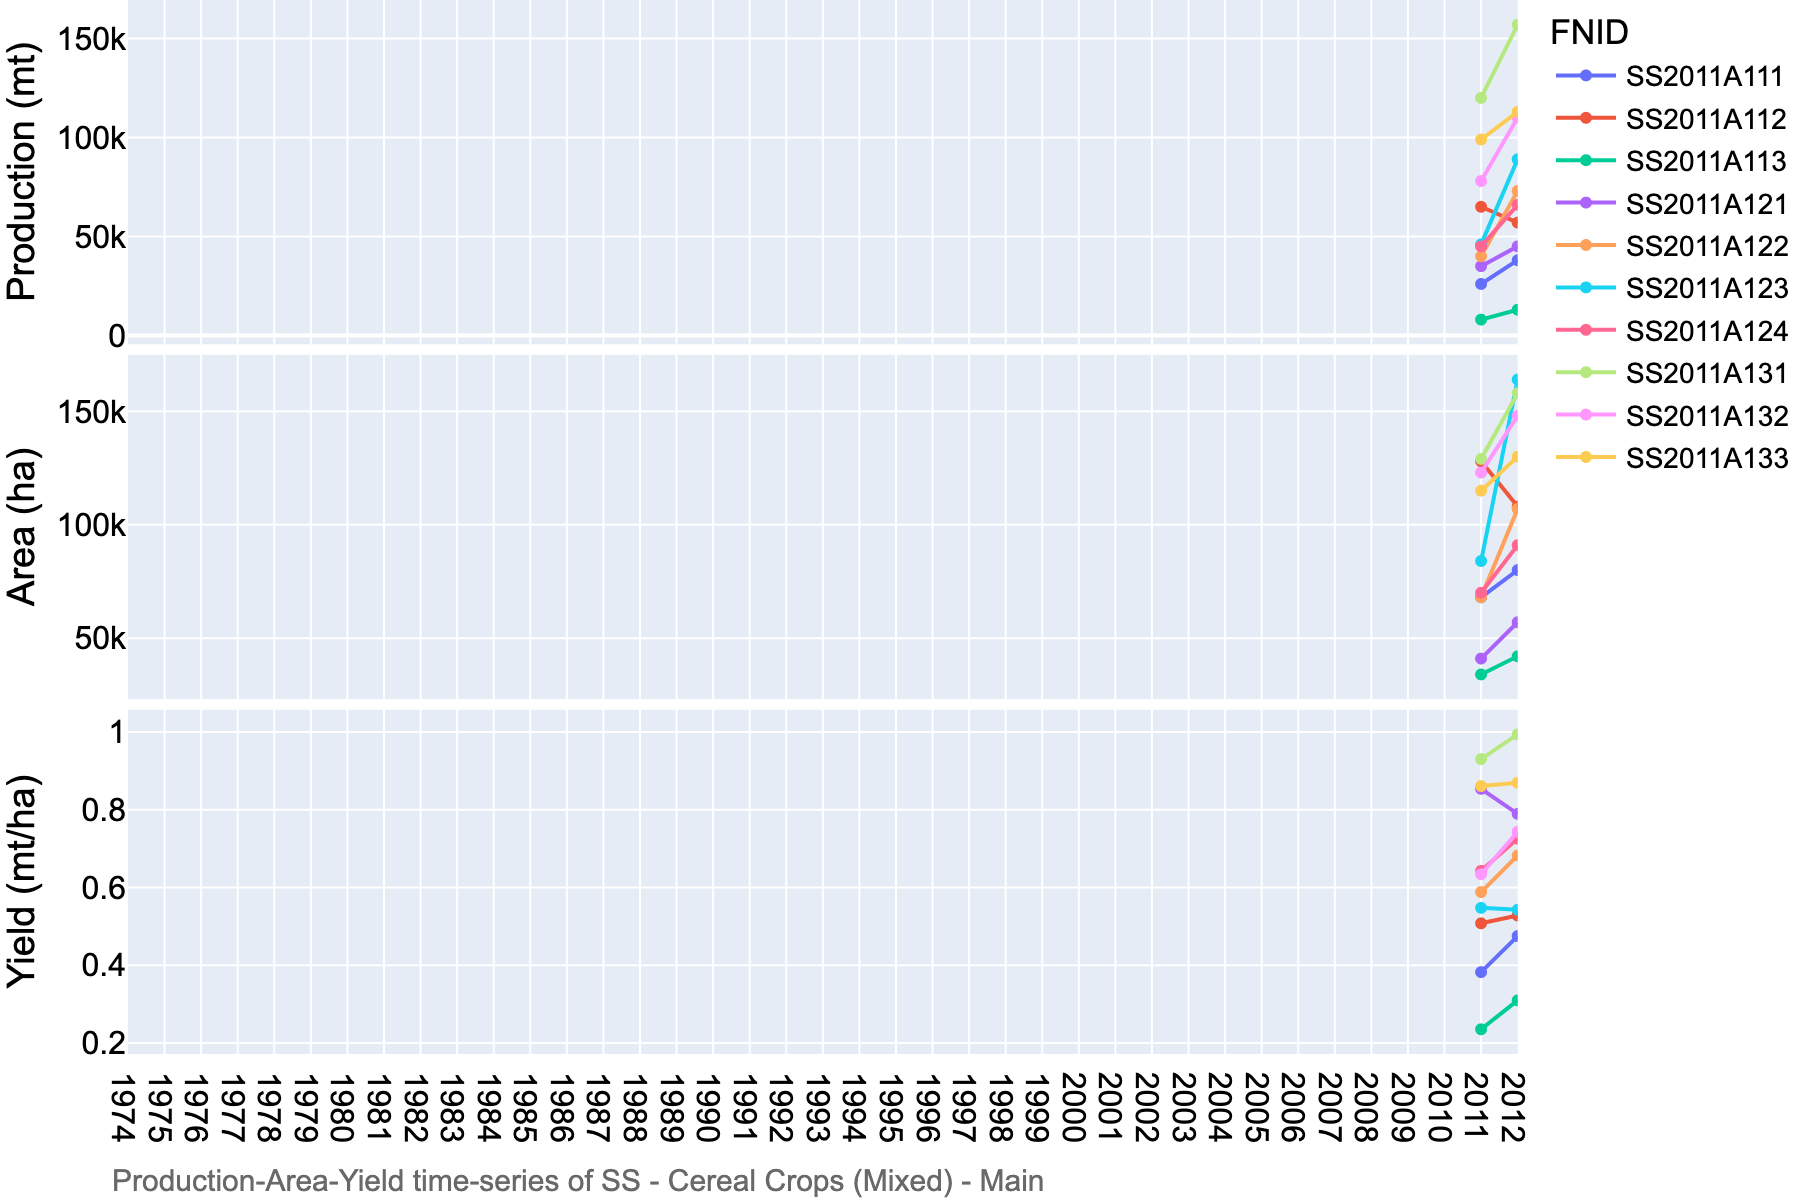 Production (mt)
150k
100k
50k
0
Area (ha)
150k
100k
50k
Yield (mt/ha)
1
0.8
0.6
0.4
0.2
1974
1975
1976
1977
1978
1979
1980
1981
1982
1983
1984
1985
1986
1987
1988
1989
1990
1991
1992
1993
1994
1995
1996
1997
1998
1999
2000
2001
2002
2003
2004
2005
2006
2007
2008
2009
2010
2011
2012
FNID
SS2011A111
SS2011A112
SS2011A113
SS2011A121
SS2011A122
SS2011A123
SS2011A124
SS2011A131
SS2011A132
SS2011A133
Production-Area-Yield time-series of SS - Cereal Crops (Mixed) - Main